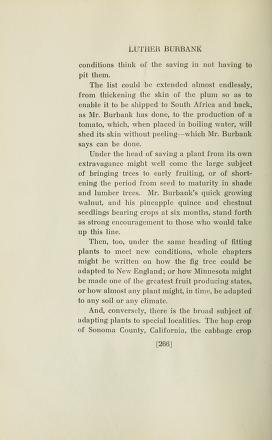 LUTHER BURBANK
conditions think of the saving in not having to
pit them.
The list could be extended almost endlessly,
from thickening the skin of the plum so as to
enable it to be shipped to South Africa and back,
as Mr. Burbank has done, to the production of a
tomato, which, when placed in boiling water, will
shed its skin without peeling—which Mr. Burbank
says can be done.
Under the head of saving a plant from its own
extravagance might well come the large subject
of bringing trees to early fruiting, or of short-
ening the period from seed to maturity in shade
and lumber trees. Mr. Burbank's quick growing
walnut, and his pineapple quince and chestnut
seedlings bearing crops at six months, stand forth
as strong encouragement to those who would take
up this line.
Then, too, under the same heading of fitting
plants to meet new conditions, whole chapters
might be written on how the fig tree could be
adapted to New England; or how Minnesota might
be made one of the greatest fruit producing states,
or how almost any plant might, in time, be adapted
to any soil or any climate.
And, conversely, there is the broad subject of
adapting plants to special localities. The hop crop
of Sonoma County, California, the cabbage crop
[266]